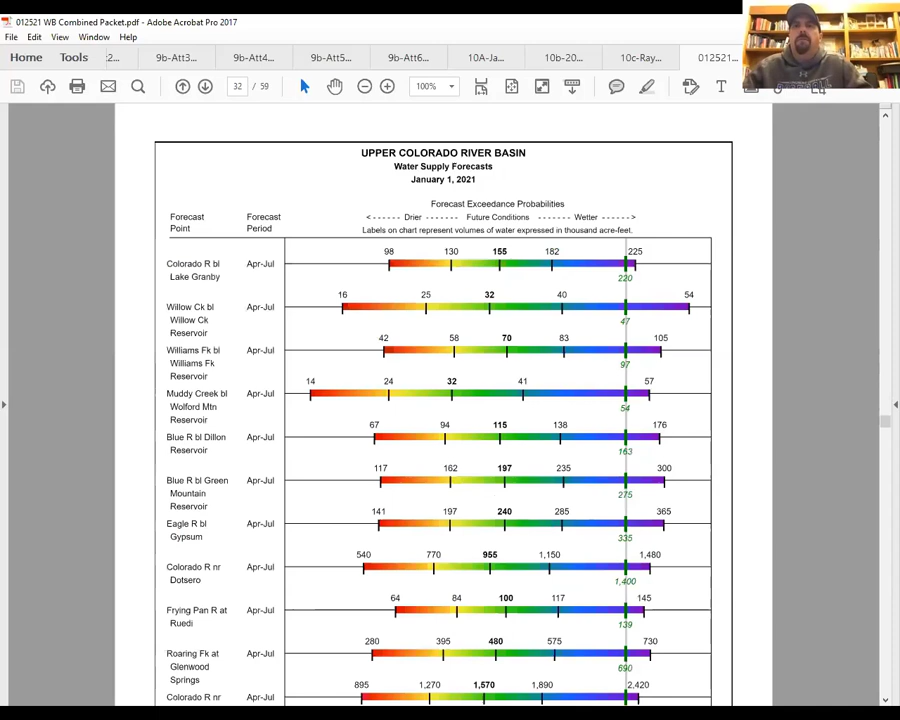 012521 WB Combined Packet.pdf - Adobe Acrobat Pro 2017
File Edit View Window Help
Home Tools ...2... 9b-Att3... 9b-Att4... 9b-Att5... 9b-Att6... 10A-Ja... 10b-20... 10c-Ray... 012521...
32 / 59 100%
UPPER COLORADO RIVER BASIN
Water Supply Forecasts
January 1, 2021
Forecast Exceedance Probabilities
<- - - - - - Drier - - - - - - - Future Conditions - - - - - - - Wetter - - - - - ->
Labels on chart represent volumes of water expressed in thousand acre-feet.
Forecast Point
Forecast Period
98 130 155 182 225
Colorado R bl Apr-Jul
Lake Granby 220
16 25 32 40 54
Willow Ck bl Apr-Jul
Willow Ck 47
Reservoir
42 58 70 83 105
Williams Fk bl Apr-Jul
Williams Fk 97
Reservoir
14 24 32 41 57
Muddy Creek bl Apr-Jul
Wolford Mtn 54
Reservoir
67 94 115 138 176
Blue R bl Dillon Apr-Jul
Reservoir 163
117 162 197 235 300
Blue R bl Green Apr-Jul
Mountain 275
Reservoir
141 197 240 285 365
Eagle R bl Apr-Jul
Gypsum 335
540 770 955 1,150 1,480
Colorado R nr Apr-Jul
Dotsero 1,400
64 84 100 117 145
Frying Pan R at Apr-Jul
Ruedi 139
280 395 480 575 730
Roaring Fk at Apr-Jul
Glenwood 690
Springs
895 1,270 1,570 1,890 2,420
Colorado R nr Apr-Jul